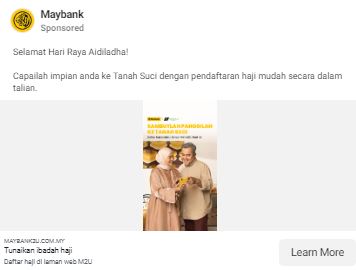 Maybank
Sponsored
Selamat Hari Raya Aidiladha!
Capailah impian anda ke Tanah Suci dengan pendaftaran haji mudah secara dalam
talian.
SAMBUTLAH PANGGILAN
KE TANAH SUCI
MAYBANK2U.COM.MY
Tunaikan ibadah haji
Daftar haji di laman web M2U
Learn More